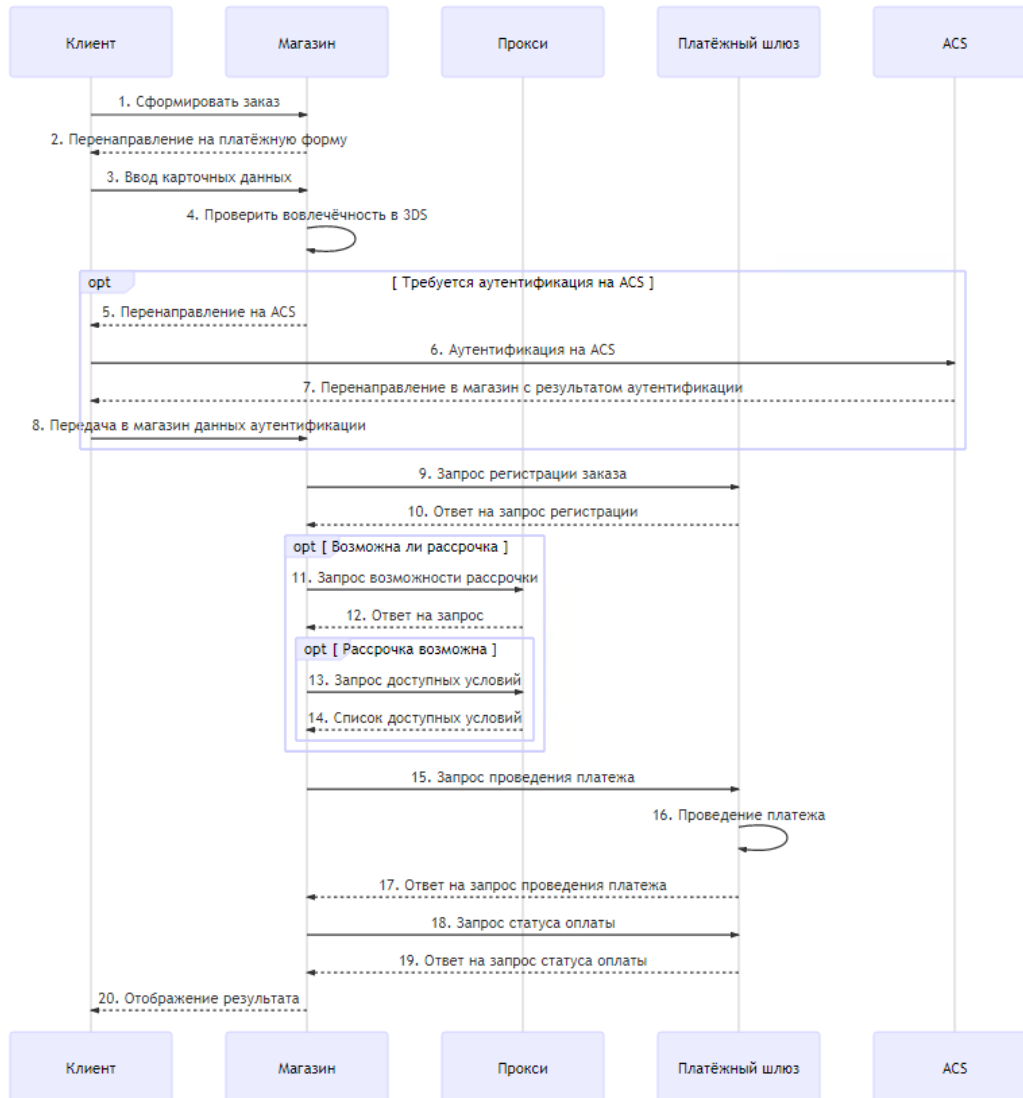 Клиент
Магазин
Прокси
Платёжный шлюз
ACS
1. Сформировать заказ
2. Перенаправление на платёжную форму
3. Ввод карточных данных
4. Проверить вовлечённость в 3DS
opt
[ Требуется аутентификация на ACS ]
5. Перенаправление на ACS
6. Аутентификация на ACS
7. Перенаправление в магазин с результатом аутентификации
8. Передача в магазин данных аутентификации
9. Запрос регистрации заказа
10. Ответ на запрос регистрации
opt [ Возможна ли рассрочка ]
11. Запрос возможности рассрочки
12. Ответ на запрос
opt [ Рассрочка возможна ]
13. Запрос доступных условий
14. Список доступных условий
15. Запрос проведения платежа
16. Проведение платежа
17. Ответ на запрос проведения платежа
18. Запрос статуса оплаты
19. Ответ на запрос статуса оплаты
20. Отображение результата
Клиент
Магазин
Прокси
Платёжный шлюз
ACS